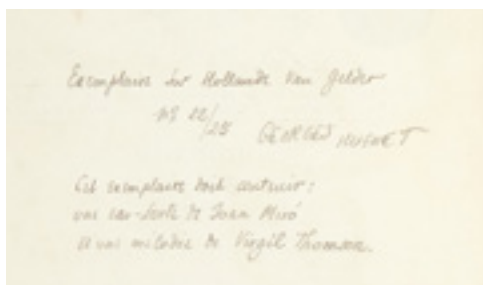 Exemplaire sur Hollande Van Gelder
Nº 22/25 GEORGES HUGNET
Cet exemplaire doit contenir :
une eau-forte de Joan Miró
et une mélodie de Virgil Thomson.